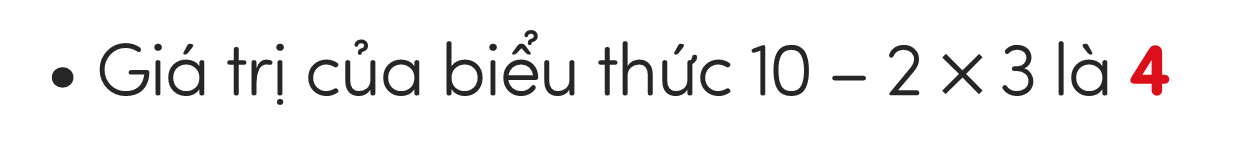 • Giá trị của biểu thức 10 – 2 × 3 là 4